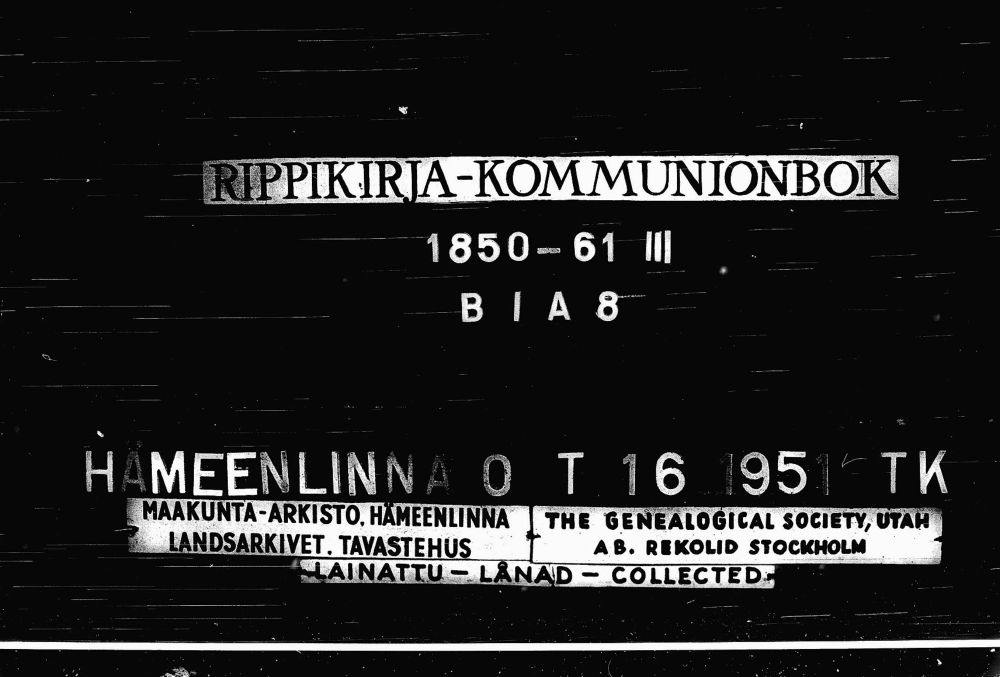 RIPPIKIRJA-KOMMUNIONBOK
1850-61 III
B I A 8
HÄMEENLINNA O T 16 1951 TK
MAAKUNTA-ARKISTO, HÄMEENLINNA
LANDSARKIVET, TAVASTEHUS
THE GENEALOGICAL SOCIETY, UTAH
AB. REKOLID STOCKHOLM
LAINATTU - LÅNAD - COLLECTED